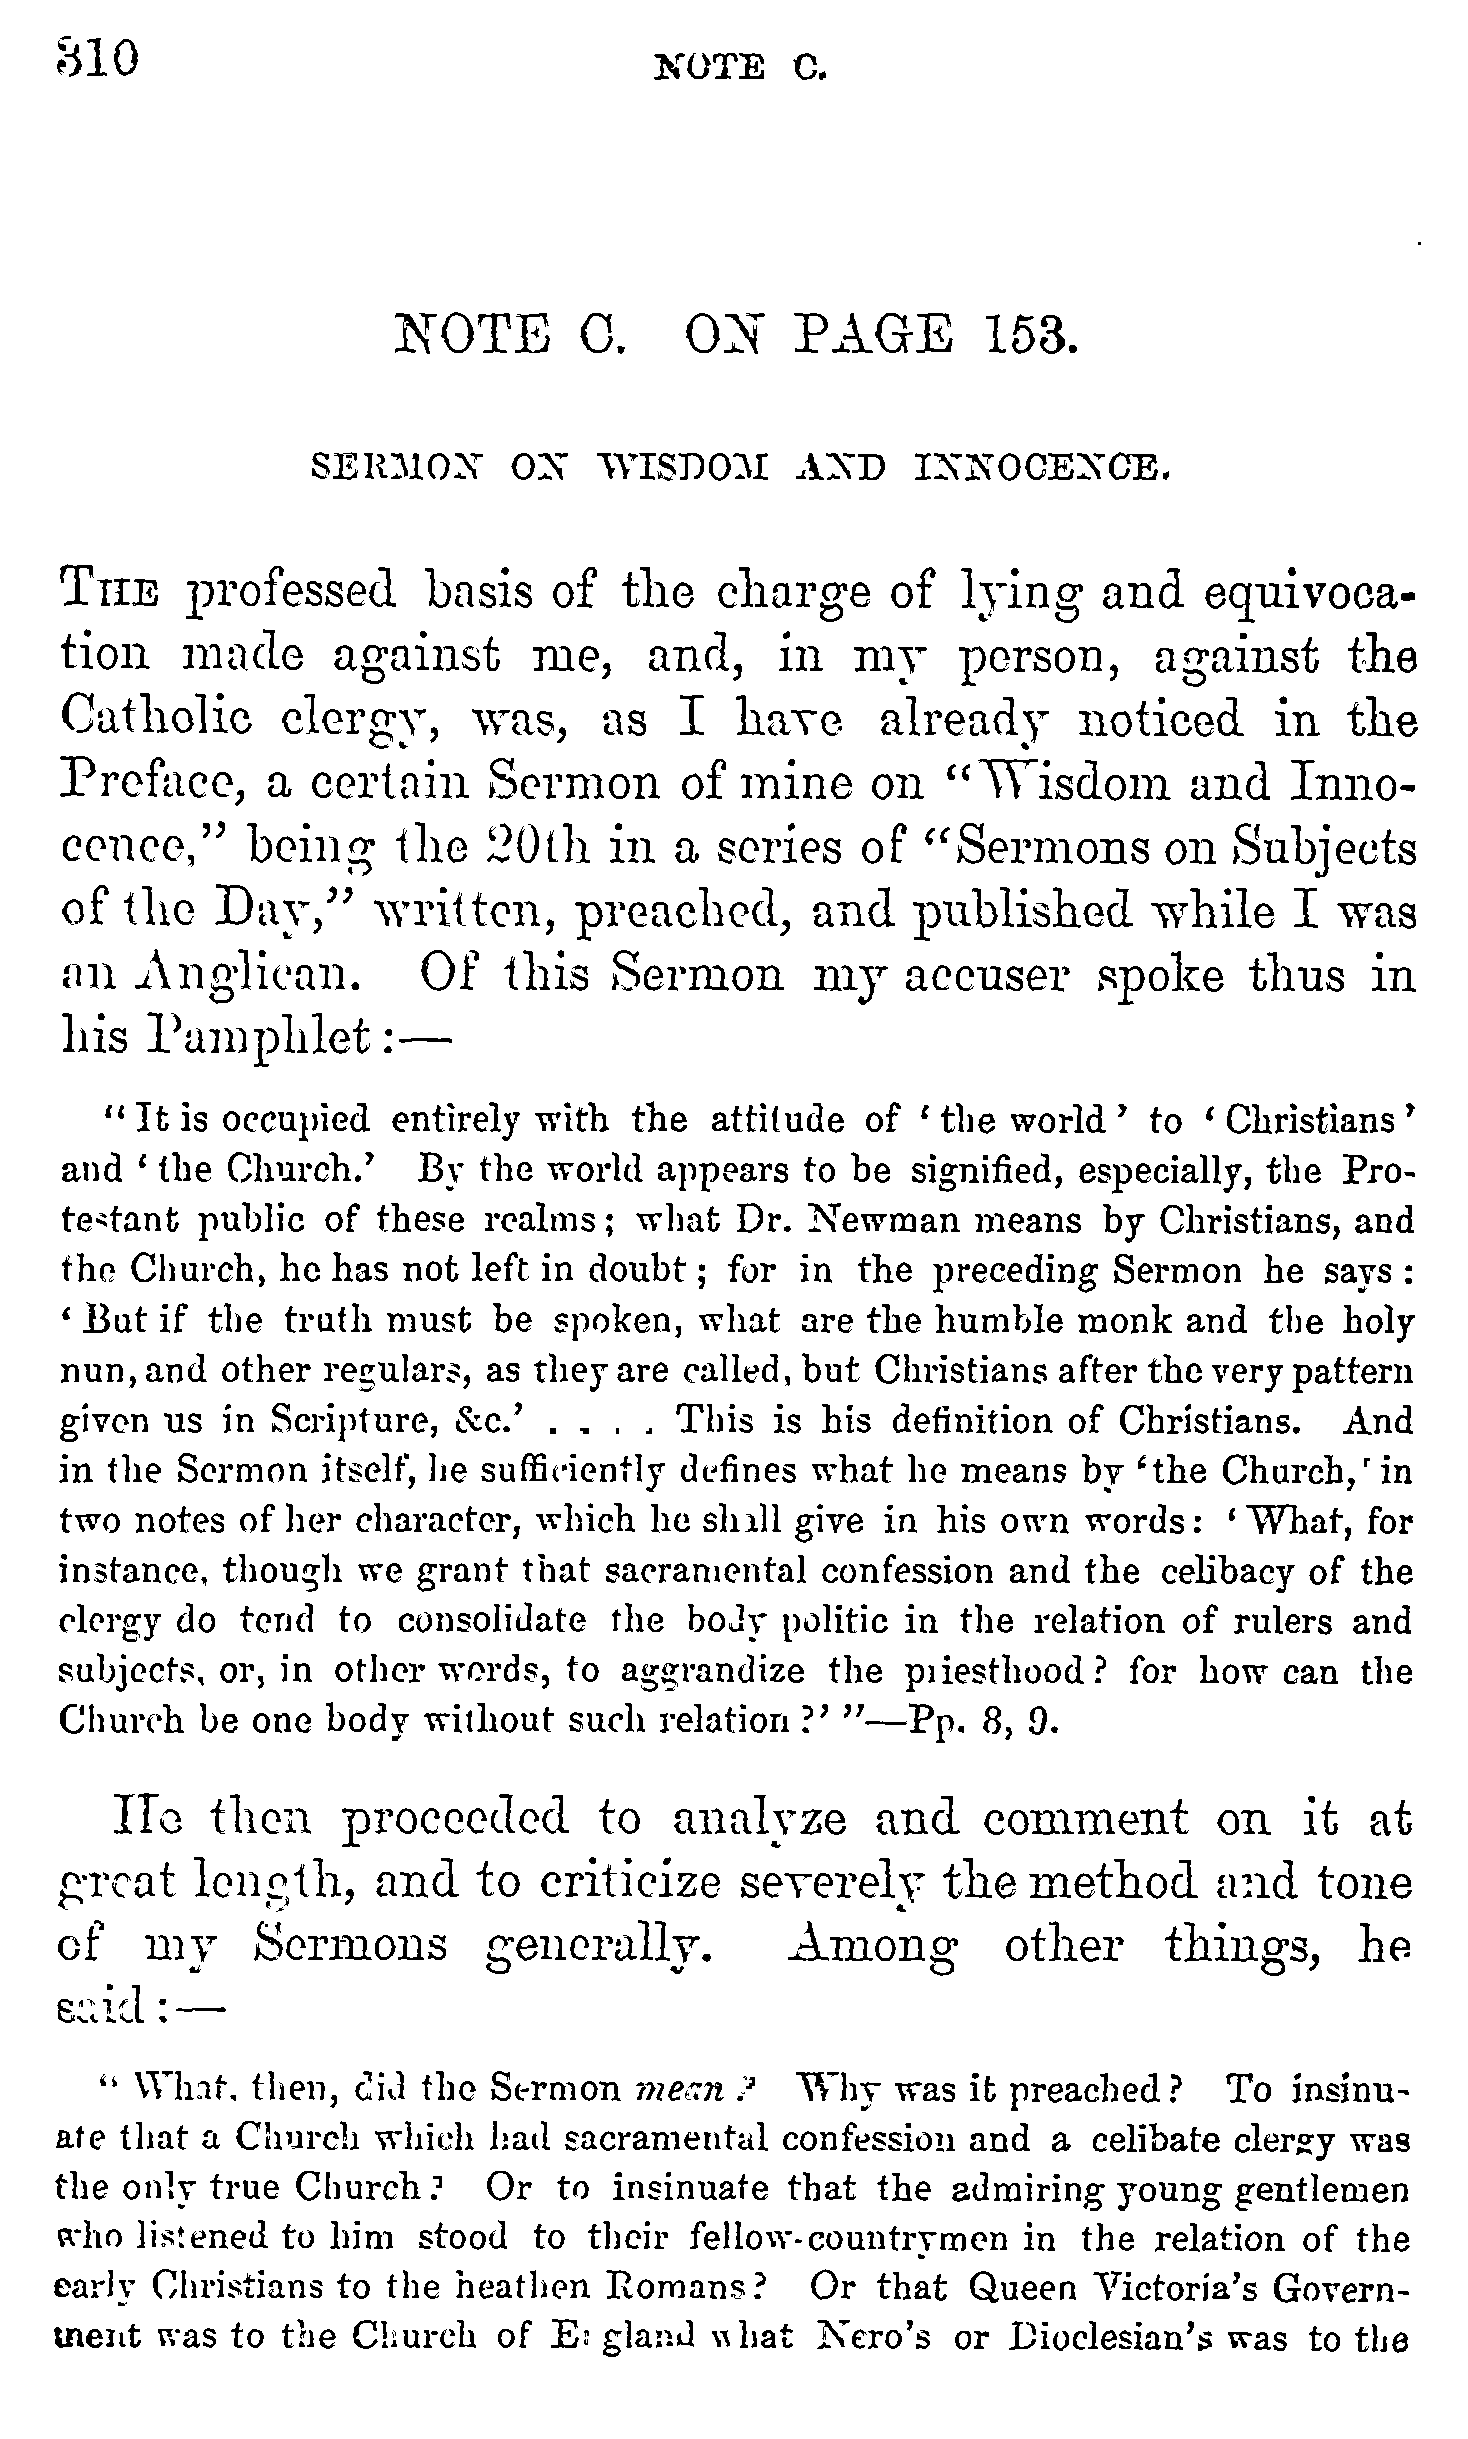 310 NOTE C.
NOTE C. ON PAGE 153.
SERMON ON WISDOM AND INNOCENCE.
THE professed basis of the charge of lying and equivoca-
tion made against me, and, in my person, against the
Catholic clergy, was, as I have already noticed in the
Preface, a certain Sermon of mine on “Wisdom and Inno-
cence,” being the 20th in a series of “Sermons on Subjects
of the Day,” written, preached, and published while I was
an Anglican. Of this Sermon my accuser spoke thus in
his Pamphlet:—
“It is occupied entirely with the attitude of ‘the world’ to ‘Christians’
and ‘the Church.’ By the world appears to be signified, especially, the Pro-
testant public of these realms; what Dr. Newman means by Christians, and
the Church, he has not left in doubt; for in the preceding Sermon he says:
‘But if the truth must be spoken, what are the humble monk and the holy
nun, and other regulars, as they are called, but Christians after the very pattern
given us in Scripture, &c.’ . . . . This is his definition of Christians. And
in the Sermon itself, he sufficiently defines what he means by ‘the Church,’ in
two notes of her character, which he shall give in his own words: ‘What, for
instance, though we grant that sacramental confession and the celibacy of the
clergy do tend to consolidate the body politic in the relation of rulers and
subjects, or, in other words, to aggrandize the priesthood? for how can the
Church be one body without such relation?’”—Pp. 8, 9.
He then proceeded to analyze and comment on it at
great length, and to criticize severely the method and tone
of my Sermons generally. Among other things, he
said:—
“What, then, did the Sermon mean? Why was it preached? To insinu-
ate that a Church which had sacramental confession and a celibate clergy was
the only true Church? Or to insinuate that the admiring young gentlemen
who listened to him stood to their fellow-countrymen in the relation of the
early Christians to the heathen Romans? Or that Queen Victoria’s Govern-
ment was to the Church of England what Nero’s or Dioclesian’s was to the